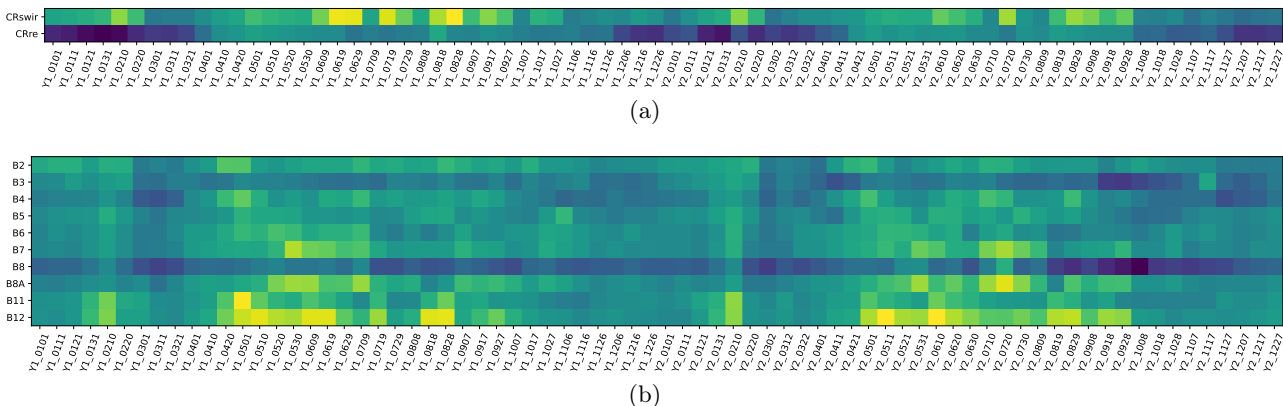 CRswir
CRre
Y1_0101 Y1_0111 Y1_0121 Y1_0131 Y1_0210 Y1_0220 Y1_0301 Y1_0311 Y1_0321 Y1_0401 Y1_0410 Y1_0420 Y1_0501 Y1_0510 Y1_0520 Y1_0530 Y1_0609 Y1_0619 Y1_0629 Y1_0709 Y1_0719 Y1_0729 Y1_0808 Y1_0818 Y1_0828 Y1_0907 Y1_0917 Y1_0927 Y1_1007 Y1_1017 Y1_1027 Y1_1106 Y1_1116 Y1_1126 Y1_1206 Y1_1216 Y1_1226 Y2_0101 Y2_0111 Y2_0121 Y2_0131 Y2_0210 Y2_0220 Y2_0302 Y2_0312 Y2_0322 Y2_0401 Y2_0411 Y2_0421 Y2_0501 Y2_0511 Y2_0521 Y2_0531 Y2_0610 Y2_0620 Y2_0630 Y2_0710 Y2_0720 Y2_0730 Y2_0809 Y2_0819 Y2_0829 Y2_0908 Y2_0918 Y2_0928 Y2_1008 Y2_1018 Y2_1028 Y2_1107 Y2_1117 Y2_1127 Y2_1207 Y2_1217 Y2_1227
(a)
B2
B3
B4
B5
B6
B7
B8
B8A
B11
B12
Y1_0101 Y1_0111 Y1_0121 Y1_0131 Y1_0210 Y1_0220 Y1_0301 Y1_0311 Y1_0321 Y1_0401 Y1_0410 Y1_0420 Y1_0501 Y1_0510 Y1_0520 Y1_0530 Y1_0609 Y1_0619 Y1_0629 Y1_0709 Y1_0719 Y1_0729 Y1_0808 Y1_0818 Y1_0828 Y1_0907 Y1_0917 Y1_0927 Y1_1007 Y1_1017 Y1_1027 Y1_1106 Y1_1116 Y1_1126 Y1_1206 Y1_1216 Y1_1226 Y2_0101 Y2_0111 Y2_0121 Y2_0131 Y2_0210 Y2_0220 Y2_0302 Y2_0312 Y2_0322 Y2_0401 Y2_0411 Y2_0421 Y2_0501 Y2_0511 Y2_0521 Y2_0531 Y2_0610 Y2_0620 Y2_0630 Y2_0710 Y2_0720 Y2_0730 Y2_0809 Y2_0819 Y2_0829 Y2_0908 Y2_0918 Y2_0928 Y2_1008 Y2_1018 Y2_1028 Y2_1107 Y2_1117 Y2_1127 Y2_1207 Y2_1217 Y2_1227
(b)